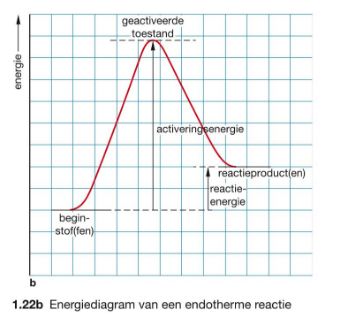 geactiveerde
toestand
energie
activeringsenergie
reactieproduct(en)
reactie-
energie
begin-
stof(fen)
b
1.22b Energiediagram van een endotherme reactie